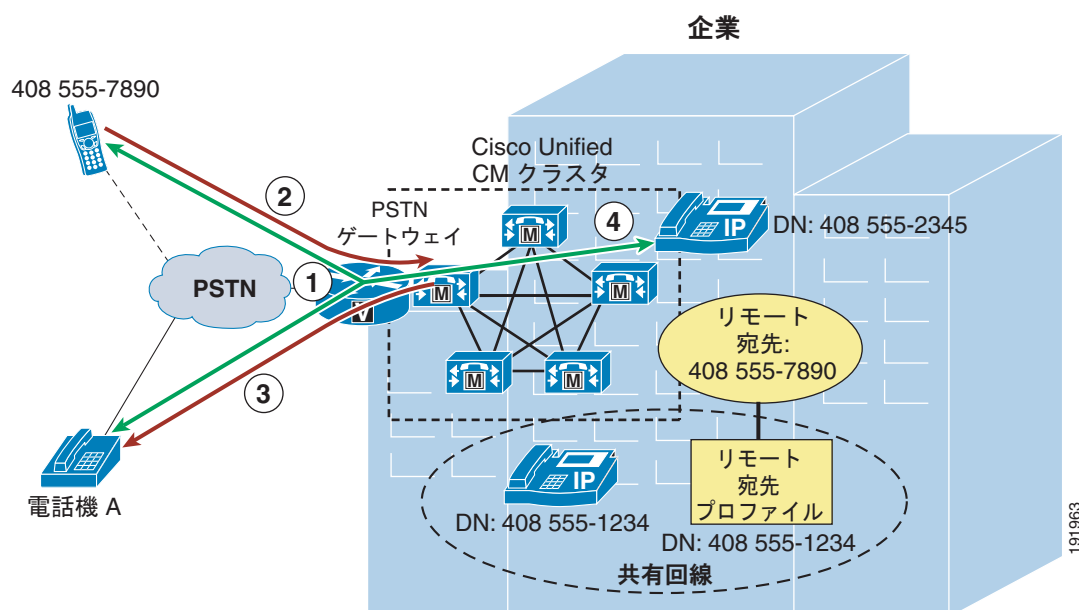 企業
408 555-7890
Cisco Unified
CM クラスタ
PSTN
ゲートウェイ
2
4
IP
DN: 408 555-2345
M
M
M
M
M
PSTN
1
V
リモート
宛先:
408 555-7890
3
電話機 A
IP
DN: 408 555-1234
リモート
宛先
プロファイル
DN: 408 555-1234
共有回線
191963